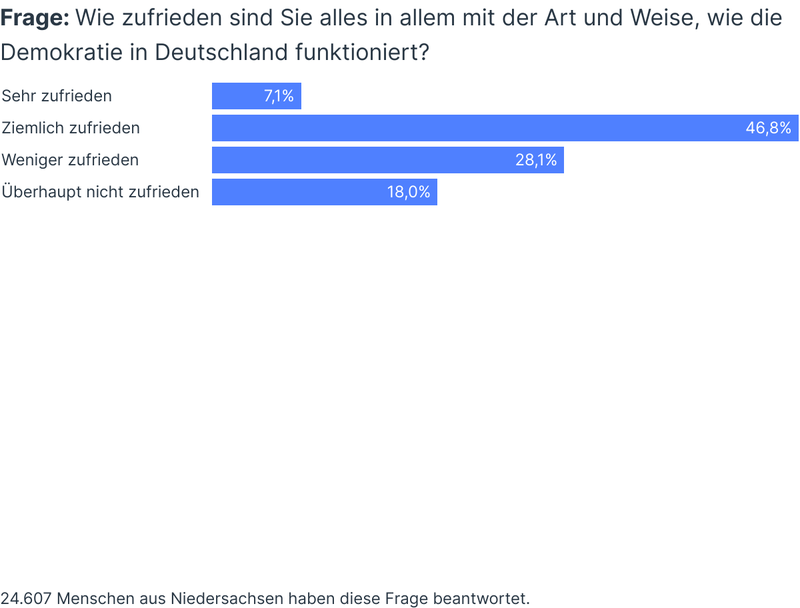 Frage: Wie zufrieden sind Sie alles in allem mit der Art und Weise, wie die
Demokratie in Deutschland funktioniert?
Sehr zufrieden 7,1%
Ziemlich zufrieden 46,8%
Weniger zufrieden 28,1%
Überhaupt nicht zufrieden 18,0%
24.607 Menschen aus Niedersachsen haben diese Frage beantwortet.